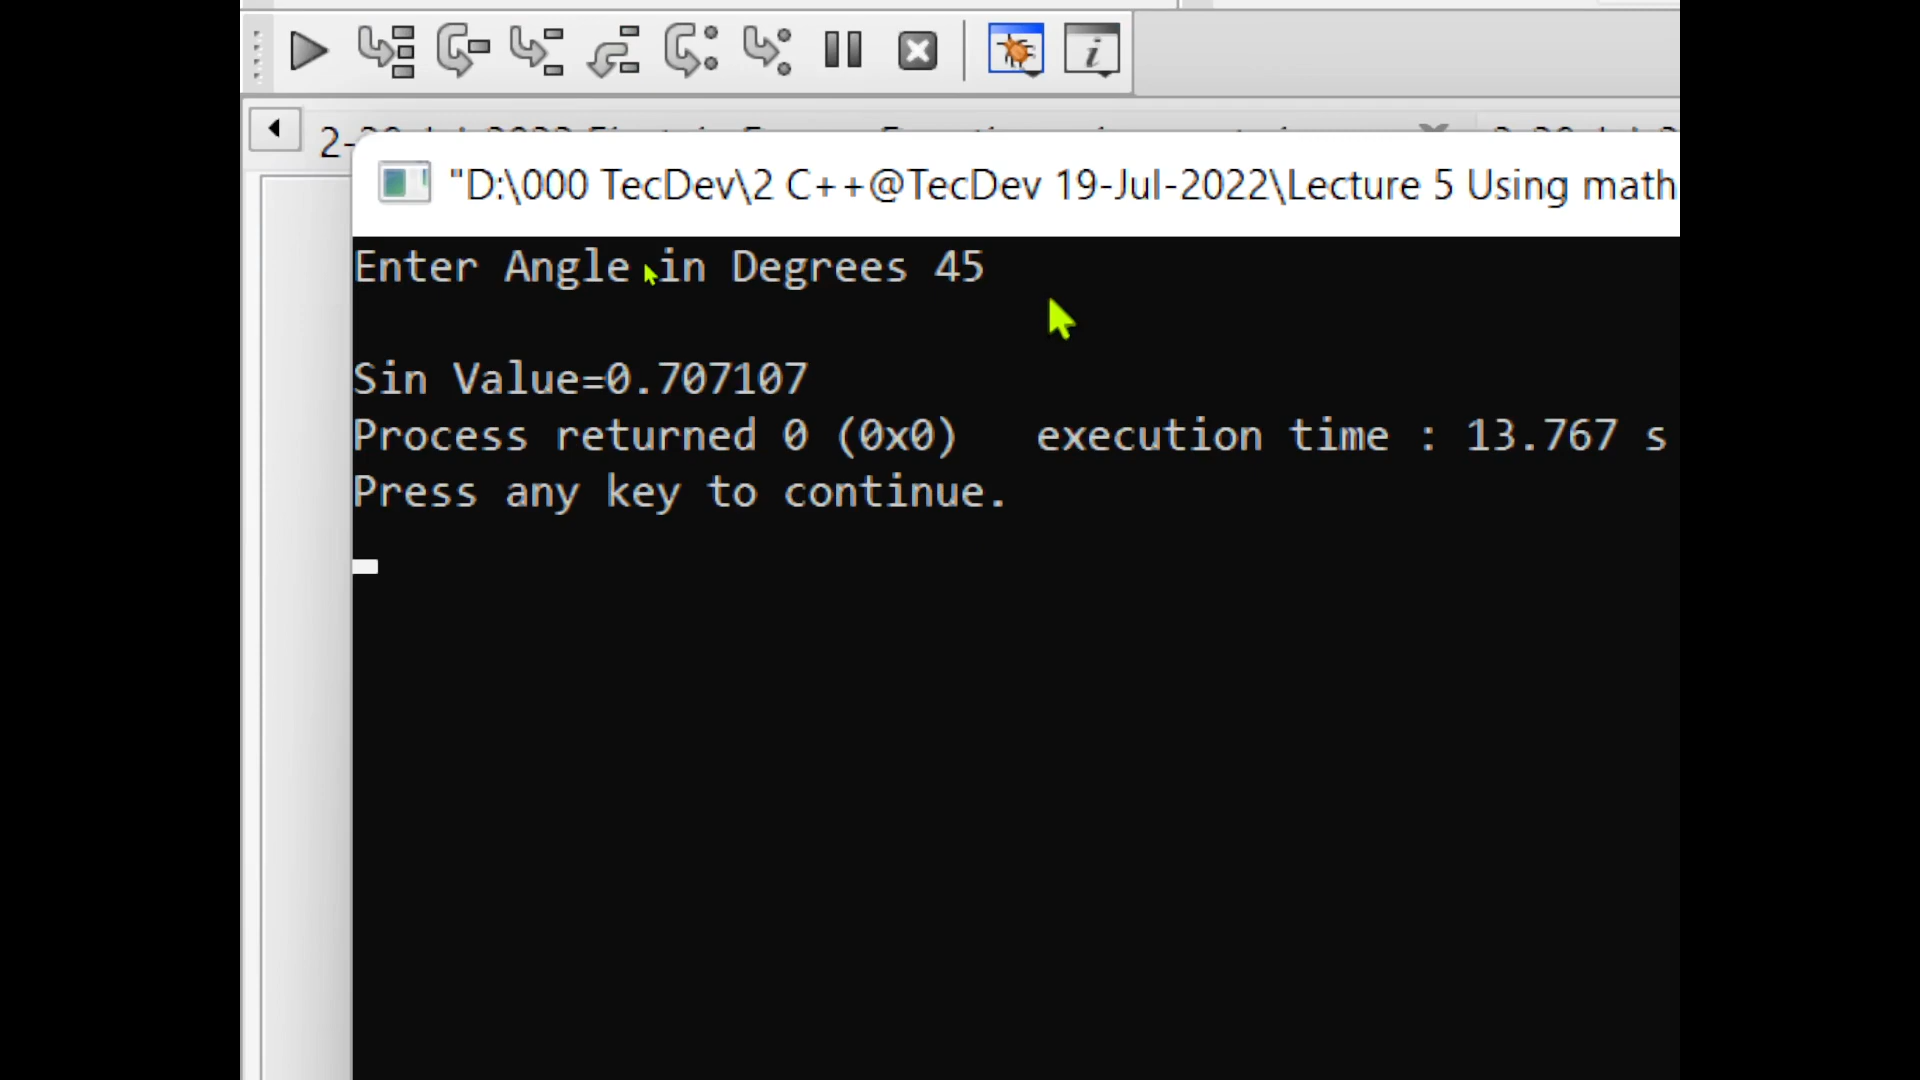 "D:\000 TecDev\2 C++@TecDev 19-Jul-2022\Lecture 5 Using math
Enter Angle in Degrees 45
Sin Value=0.707107
Process returned 0 (0x0)   execution time : 13.767 s
Press any key to continue.